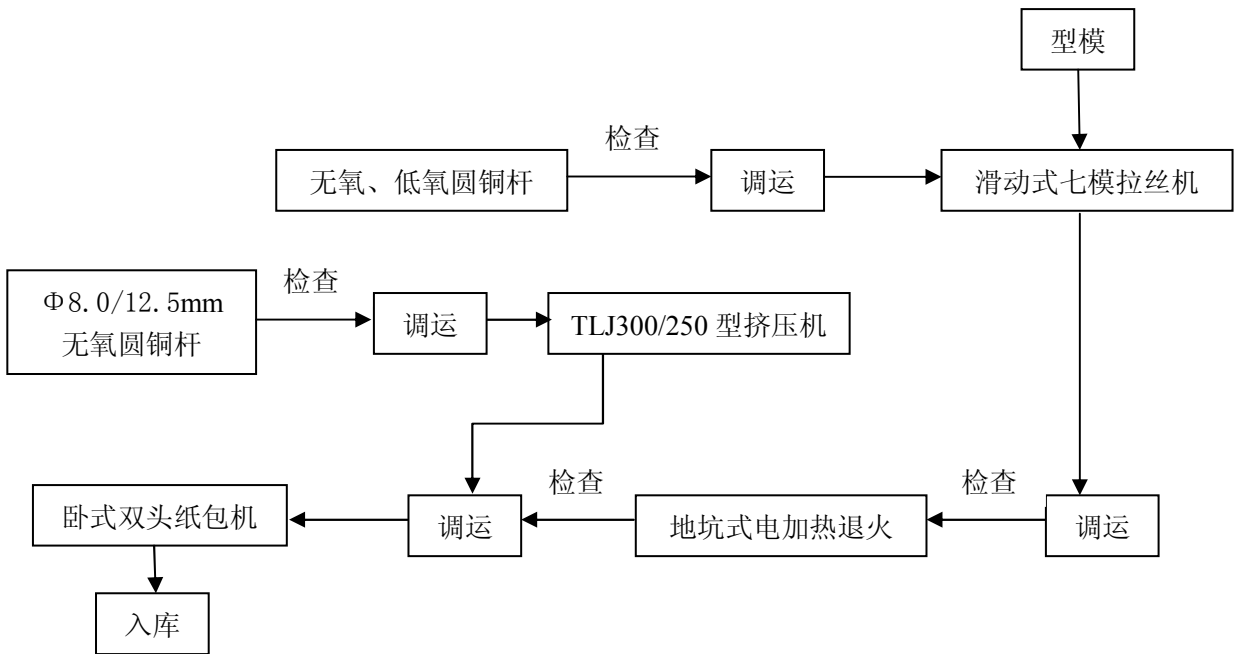 型模
检查
无氧、低氧圆铜杆
调运
滑动式七模拉丝机
检查
Φ8.0/12.5mm
无氧圆铜杆
调运
TLJ300/250 型挤压机
检查
检查
卧式双头纸包机
调运
地坑式电加热退火
调运
入库